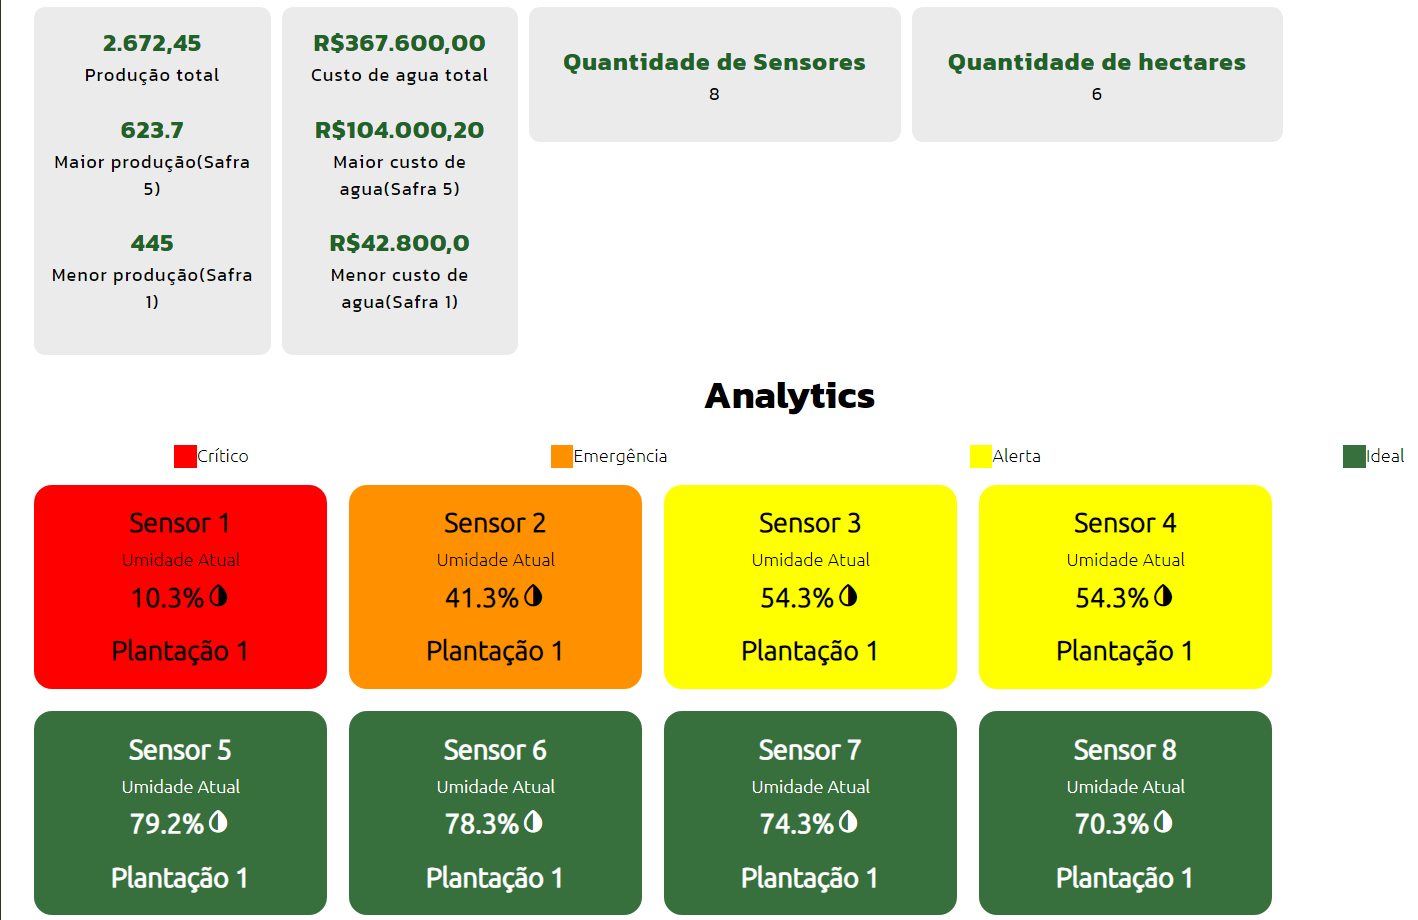 2.672,45
Produção total
623.7
Maior produção(Safra
5)
445
Menor produção(Safra
1)
R$367.600,00
Custo de agua total
R$104.000,20
Maior custo de
agua(Safra 5)
R$42.800,0
Menor custo de
agua(Safra 1)
Quantidade de Sensores
8
Quantidade de hectares
6
Analytics
Crítico
Emergência
Alerta
Ideal
Sensor 1
Umidade Atual
10.3%
Plantação 1
Sensor 2
Umidade Atual
41.3%
Plantação 1
Sensor 3
Umidade Atual
54.3%
Plantação 1
Sensor 4
Umidade Atual
54.3%
Plantação 1
Sensor 5
Umidade Atual
79.2%
Plantação 1
Sensor 6
Umidade Atual
78.3%
Plantação 1
Sensor 7
Umidade Atual
74.3%
Plantação 1
Sensor 8
Umidade Atual
70.3%
Plantação 1